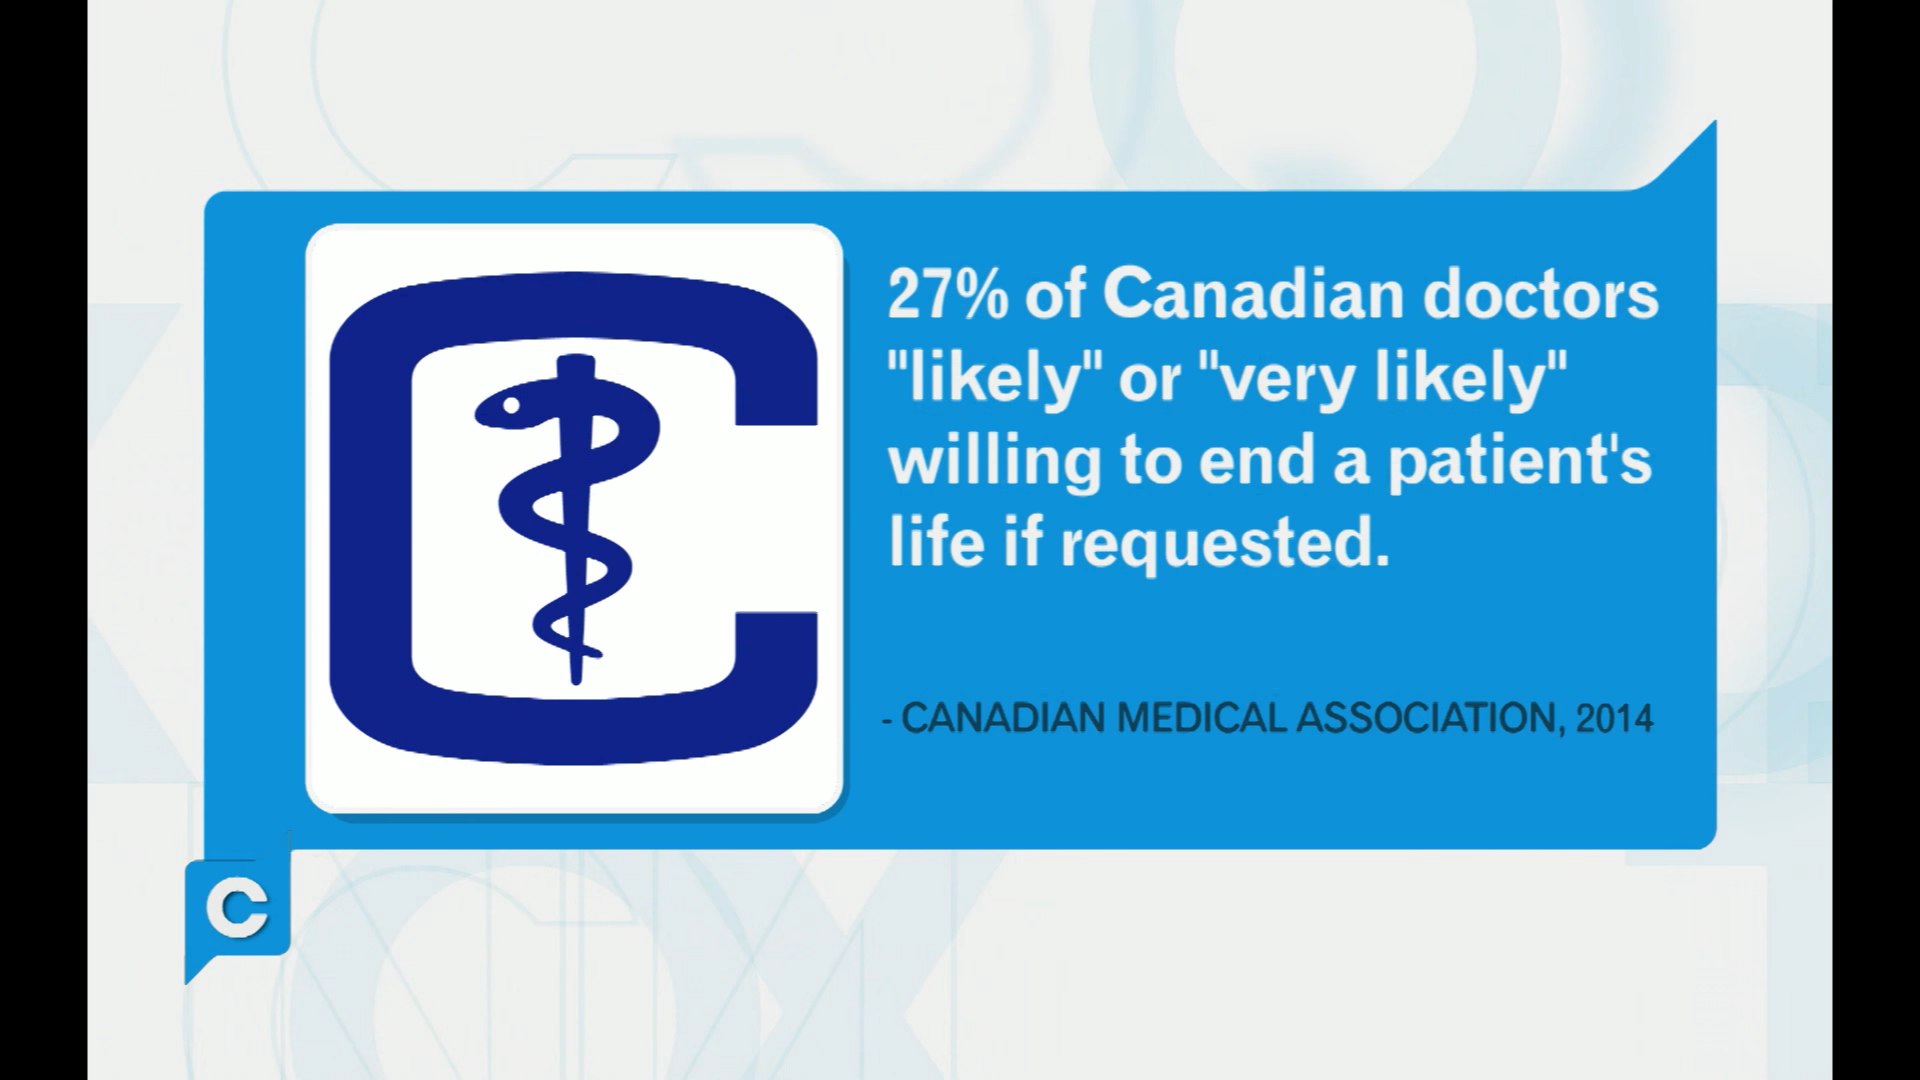 27% of Canadian doctors
"likely" or "very likely"
willing to end a patient's
life if requested.
- CANADIAN MEDICAL ASSOCIATION, 2014
C